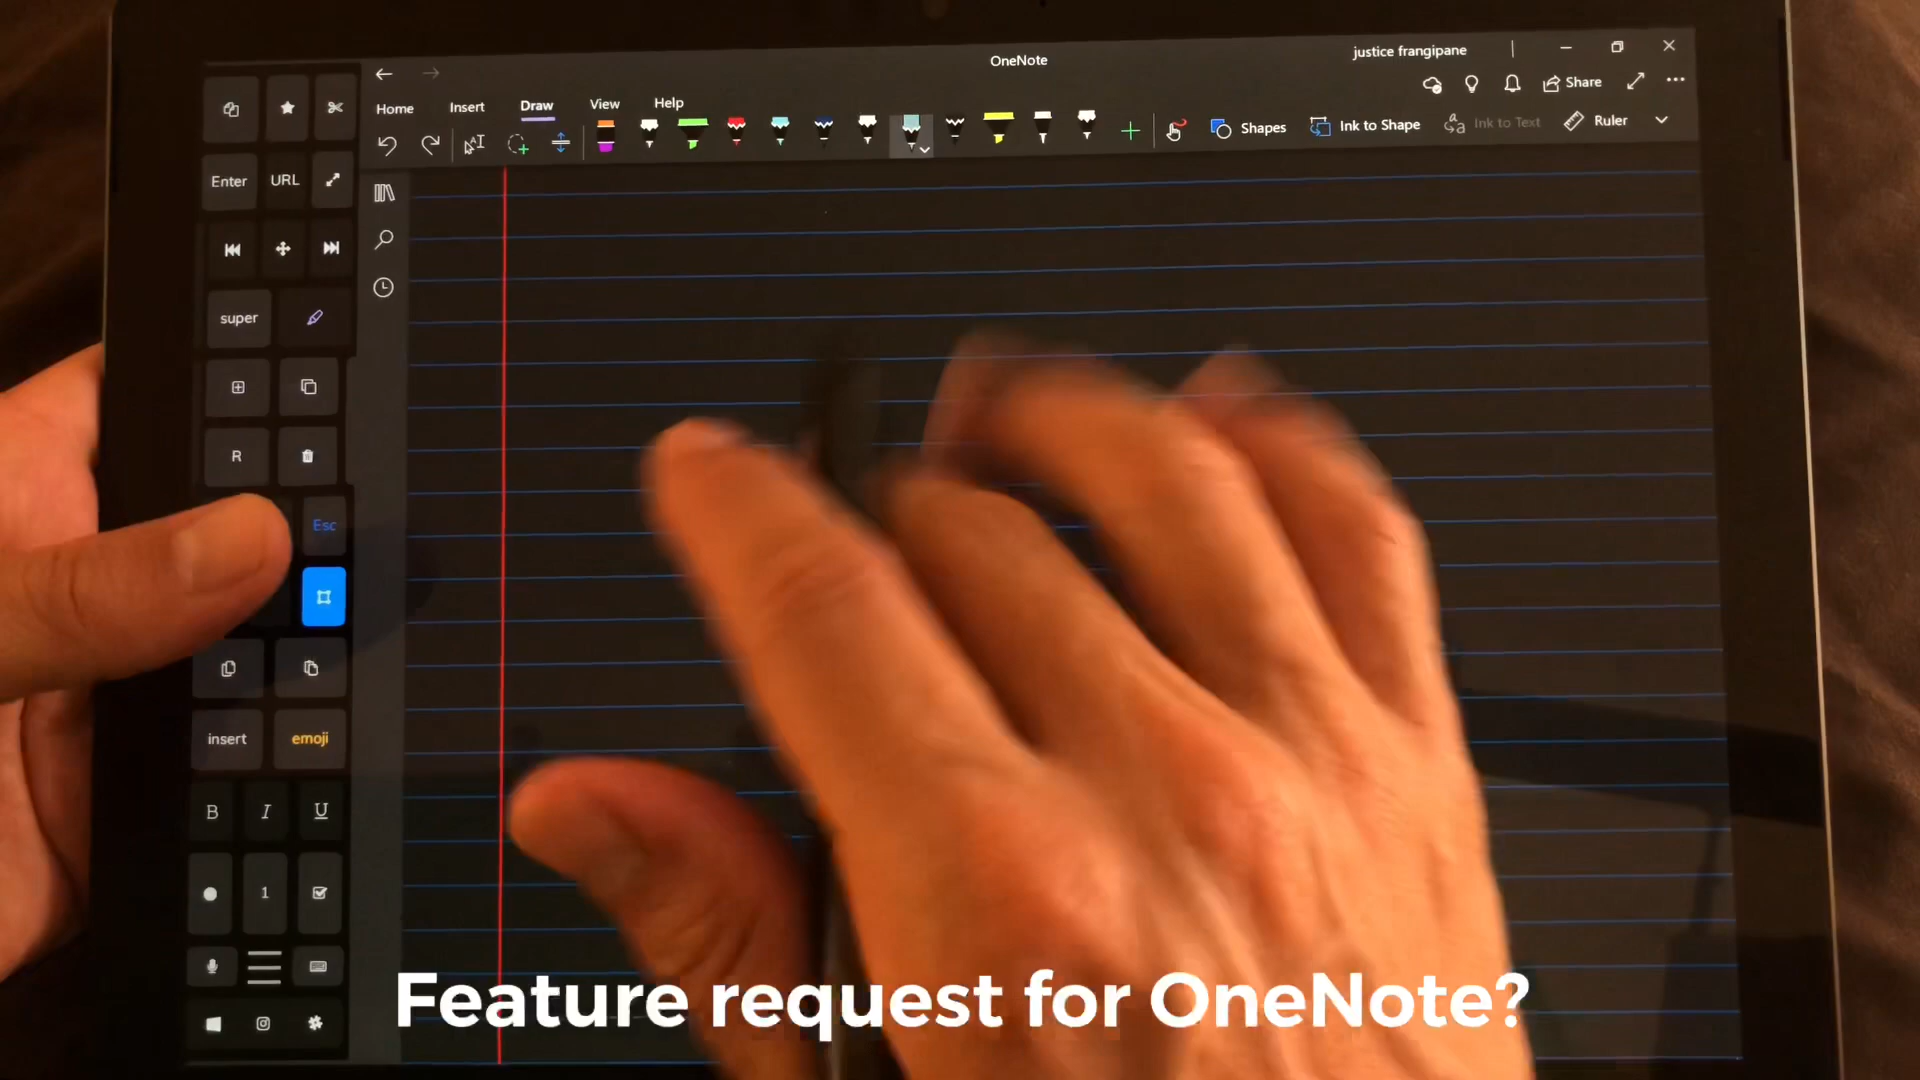 OneNote
justice frangipane
Share
Home Insert Draw View Help
Shapes Ink to Shape Ink to Text Ruler
Enter URL
super
R
Esc
insert emoji
B I U
1
Feature request for OneNote?